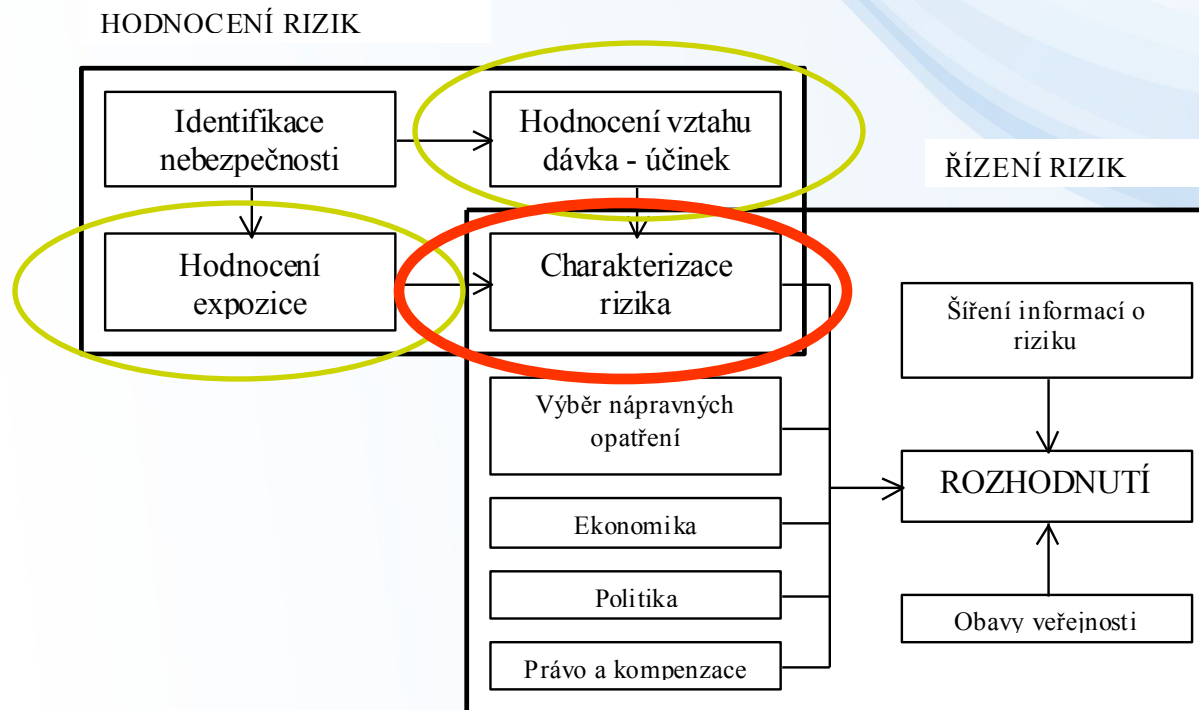 HODNOCENÍ RIZIK
Identifikace
nebezpečnosti
Hodnocení vztahu
dávka - účinek
ŘÍZENÍ RIZIK
Hodnocení
expozice
Charakterizace
rizika
Šíření informací o
riziku
Výběr nápravných
opatření
ROZHODNUTÍ
Ekonomika
Politika
Obavy veřejnosti
Právo a kompenzace